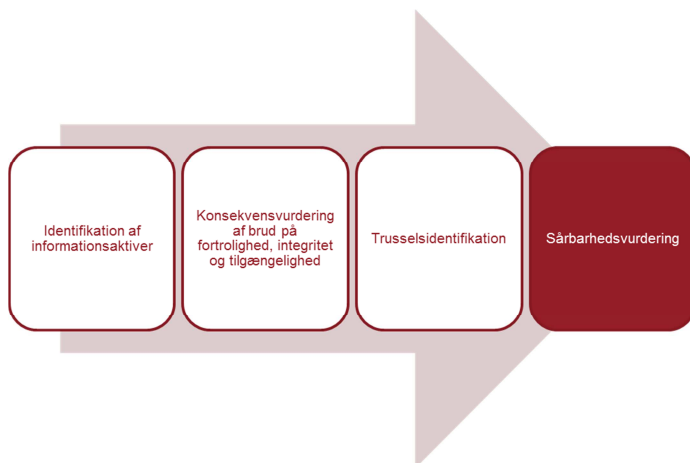 Identifikation af
informationsaktiver
Konsekvensvurdering
af brud på
fortrolighed, integritet
og tilgængelighed
Trusselsidentifikation
Sårbarhedsvurdering